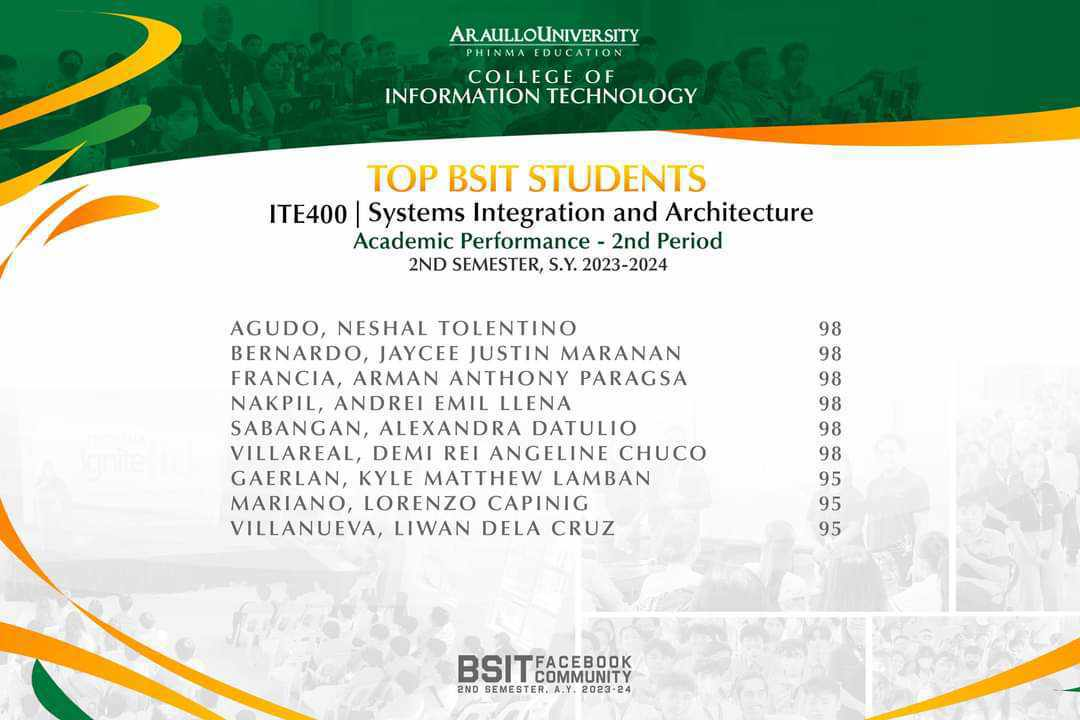 ARAULLOUNIVERSITY
PHINMA EDUCATION
COLLEGE OF
INFORMATION TECHNOLOGY
TOP BSIT STUDENTS
ITE400 | Systems Integration and Architecture
Academic Performance - 2nd Period
2ND SEMESTER, S.Y. 2023-2024
AGUDO, NESHAL TOLENTINO 98
BERNARDO, JAYCEE JUSTIN MARANAN 98
FRANCIA, ARMAN ANTHONY PARAGSA 98
NAKPIL, ANDREI EMIL LLENA 98
SABANGAN, ALEXANDRA DATULIO 98
VILLAREAL, DEMI REI ANGELINE CHUCO 98
GAERLAN, KYLE MATTHEW LAMBAN 95
MARIANO, LORENZO CAPINIG 95
VILLANUEVA, LIWAN DELA CRUZ 95
ignite
BSIT FACEBOOK COMMUNITY
2ND SEMESTER, A.Y. 2023-24